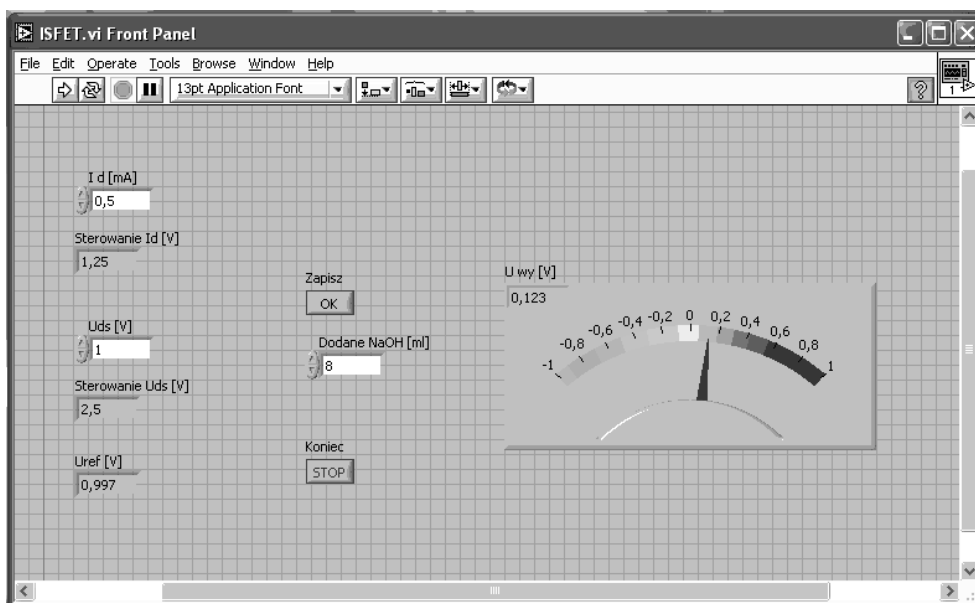 ISFET.vi Front Panel
File Edit Operate Tools Browse Window Help
13pt Application Font
1
I d [mA]
0,5
Sterowanie Id [V]
1,25
Uds [V]
1
Sterowanie Uds [V]
2,5
Uref [V]
0,997
Zapisz
OK
Dodane NaOH [ml]
8
Koniec
STOP
U wy [V]
0,123
-1 -0,8 -0,6 -0,4 -0,2 0 0,2 0,4 0,6 0,8 1